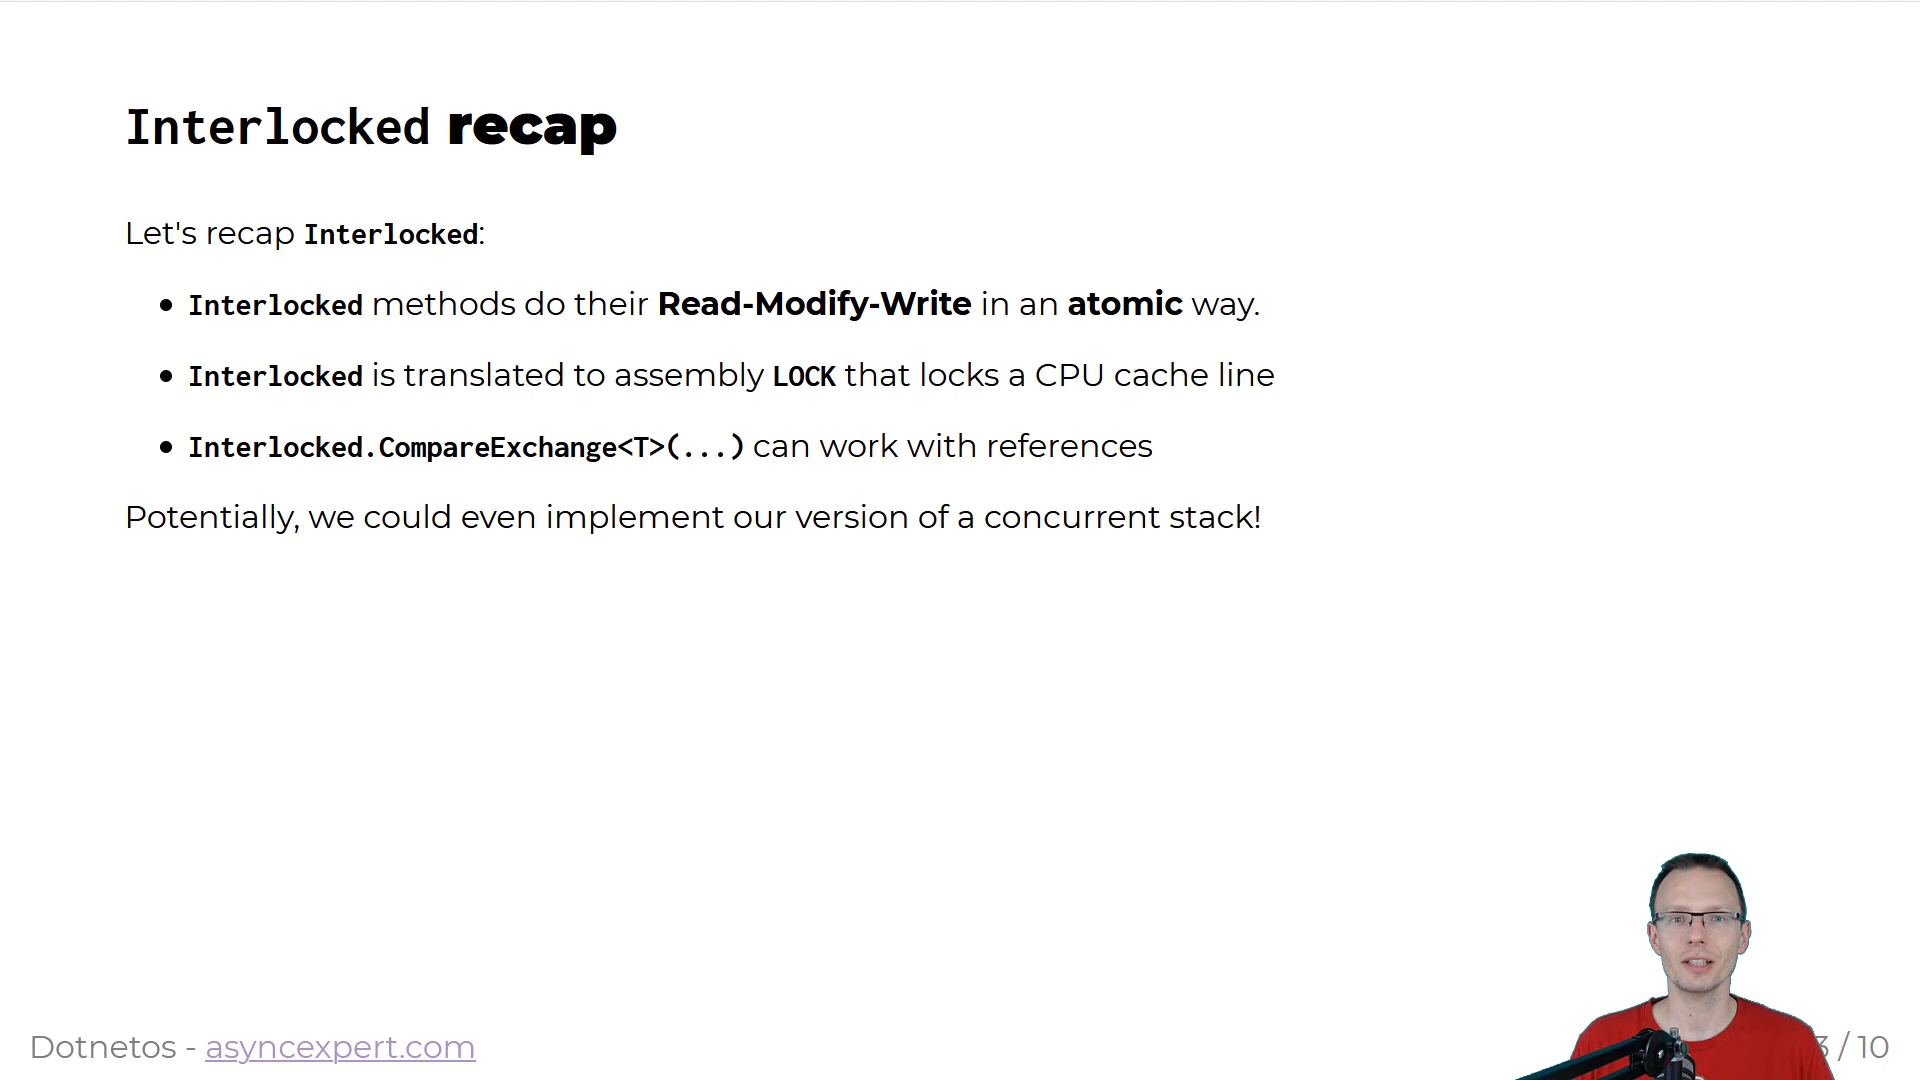 Interlocked recap
Let's recap Interlocked:
• Interlocked methods do their Read-Modify-Write in an atomic way.
• Interlocked is translated to assembly LOCK that locks a CPU cache line
• Interlocked.CompareExchange<T>(...) can work with references
Potentially, we could even implement our version of a concurrent stack!
Dotnetos - asyncexpert.com
3 / 10